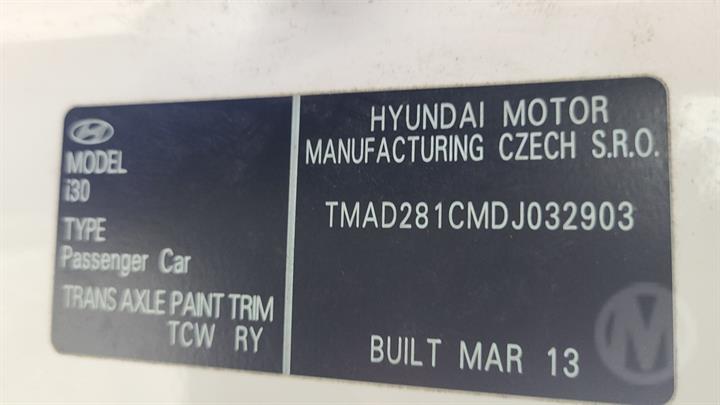 MODEL
i30
TYPE
Passenger Car
TRANS AXLE PAINT TRIM
TCW RY
HYUNDAI MOTOR
MANUFACTURING CZECH S.R.O.
TMAD281CMDJ032903
BUILT MAR 13
M